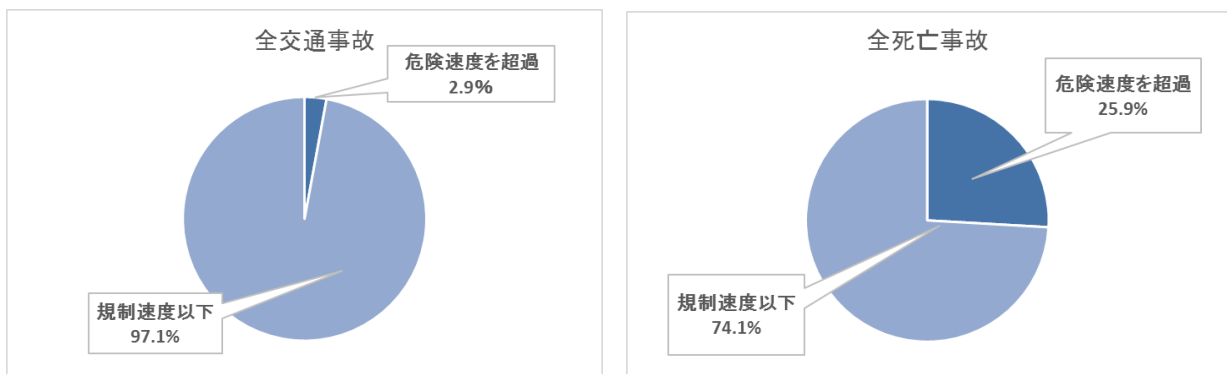 全交通事故
危険速度を超過
2.9%
規制速度以下
97.1%
全死亡事故
危険速度を超過
25.9%
規制速度以下
74.1%